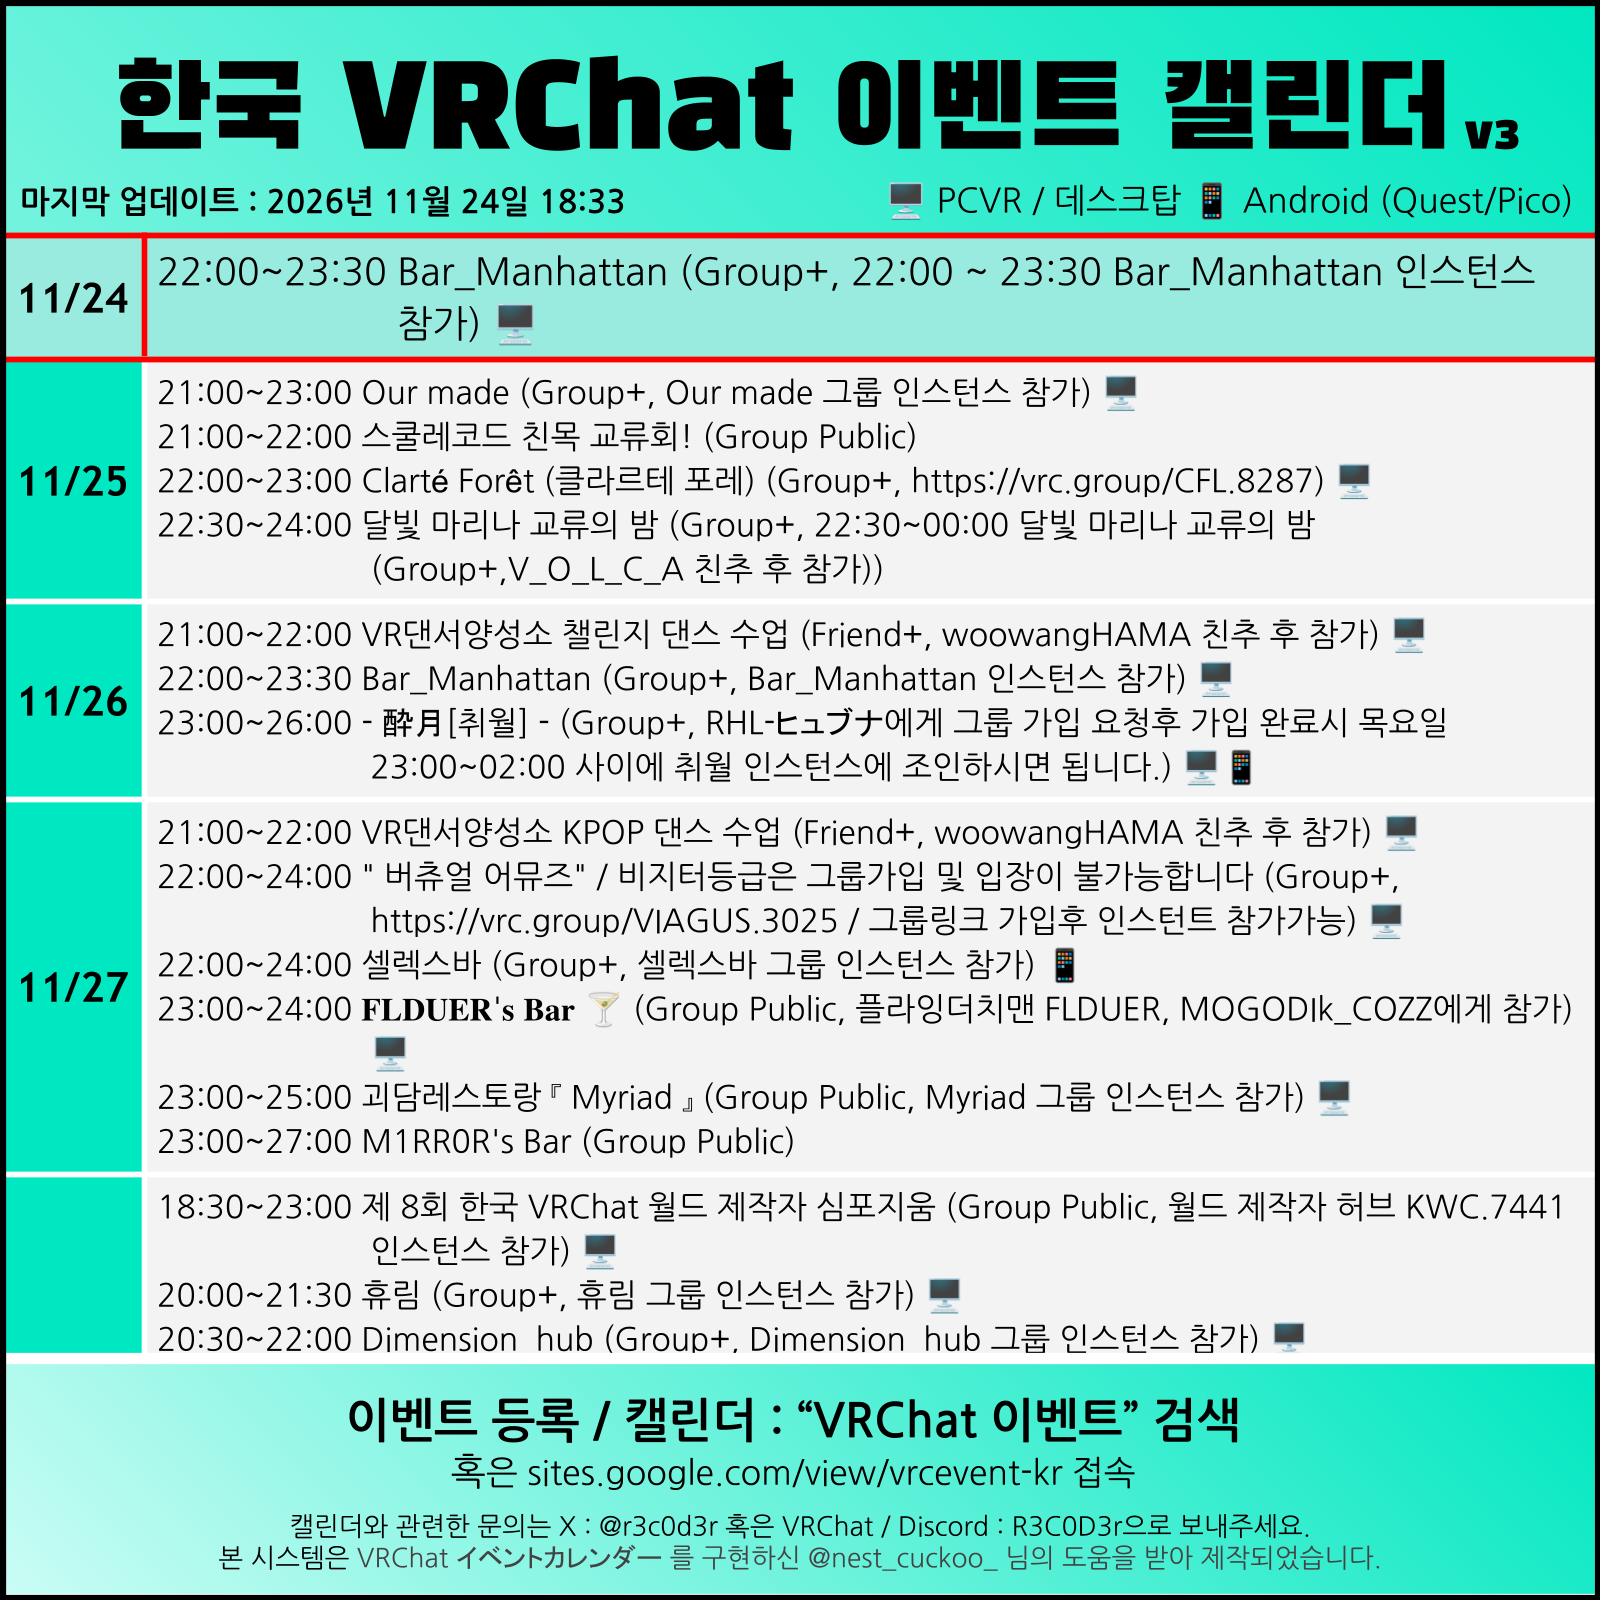 한국 VRChat 이벤트 캘린더 v3
마지막 업데이트 : 2026년 11월 24일 18:33
🖥️ PCVR / 데스크탑 📱 Android (Quest/Pico)
11/24
22:00~23:30 Bar_Manhattan (Group+, 22:00 ~ 23:30 Bar_Manhattan 인스턴스
참가) 🖥️
11/25
21:00~23:00 Our made (Group+, Our made 그룹 인스턴스 참가) 🖥️
21:00~22:00 스쿨레코드 친목 교류회! (Group Public)
22:00~23:00 Clarté Forêt (클라르테 포레) (Group+, https://vrc.group/CFL.8287) 🖥️
22:30~24:00 달빛 마리나 교류의 밤 (Group+, 22:30~00:00 달빛 마리나 교류의 밤
(Group+,V_O_L_C_A 친추 후 참가))
11/26
21:00~22:00 VR댄서양성소 챌린지 댄스 수업 (Friend+, woowangHAMA 친추 후 참가) 🖥️
22:00~23:30 Bar_Manhattan (Group+, Bar_Manhattan 인스턴스 참가) 🖥️
23:00~26:00 - 酔月[취월] - (Group+, RHL-ヒュブナ에게 그룹 가입 요청후 가입 완료시 목요일
23:00~02:00 사이에 취월 인스턴스에 조인하시면 됩니다.) 🖥️📱
11/27
21:00~22:00 VR댄서양성소 KPOP 댄스 수업 (Friend+, woowangHAMA 친추 후 참가) 🖥️
22:00~24:00 " 버츄얼 어뮤즈" / 비지터등급은 그룹가입 및 입장이 불가능합니다 (Group+,
https://vrc.group/VIAGUS.3025 / 그룹링크 가입후 인스턴트 참가가능) 🖥️
22:00~24:00 셀렉스바 (Group+, 셀렉스바 그룹 인스턴스 참가) 📱
23:00~24:00 𝐅𝐋𝐃𝐔𝐄𝐑'𝐬 𝐁𝐚𝐫 🍸 (Group Public, 플라잉더치맨 FLDUER, MOGODIk_COZZ에게 참가)
🖥️
23:00~25:00 괴담레스토랑『 Myriad 』(Group Public, Myriad 그룹 인스턴스 참가) 🖥️
23:00~27:00 M1RR0R's Bar (Group Public)
18:30~23:00 제 8회 한국 VRChat 월드 제작자 심포지움 (Group Public, 월드 제작자 허브 KWC.7441
인스턴스 참가) 🖥️
20:00~21:30 휴림 (Group+, 휴림 그룹 인스턴스 참가) 🖥️
20:30~22:00 Dimension_hub (Group+, Dimension_hub 그룹 인스턴스 참가) 🖥️
이벤트 등록 / 캘린더 : “VRChat 이벤트” 검색
혹은 sites.google.com/view/vrcevent-kr 접속
캘린더와 관련한 문의는 X : @r3c0d3r 혹은 VRChat / Discord : R3C0D3r으로 보내주세요.
본 시스템은 VRChat イベントカレンダー 를 구현하신 @nest_cuckoo_ 님의 도움을 받아 제작되었습니다.